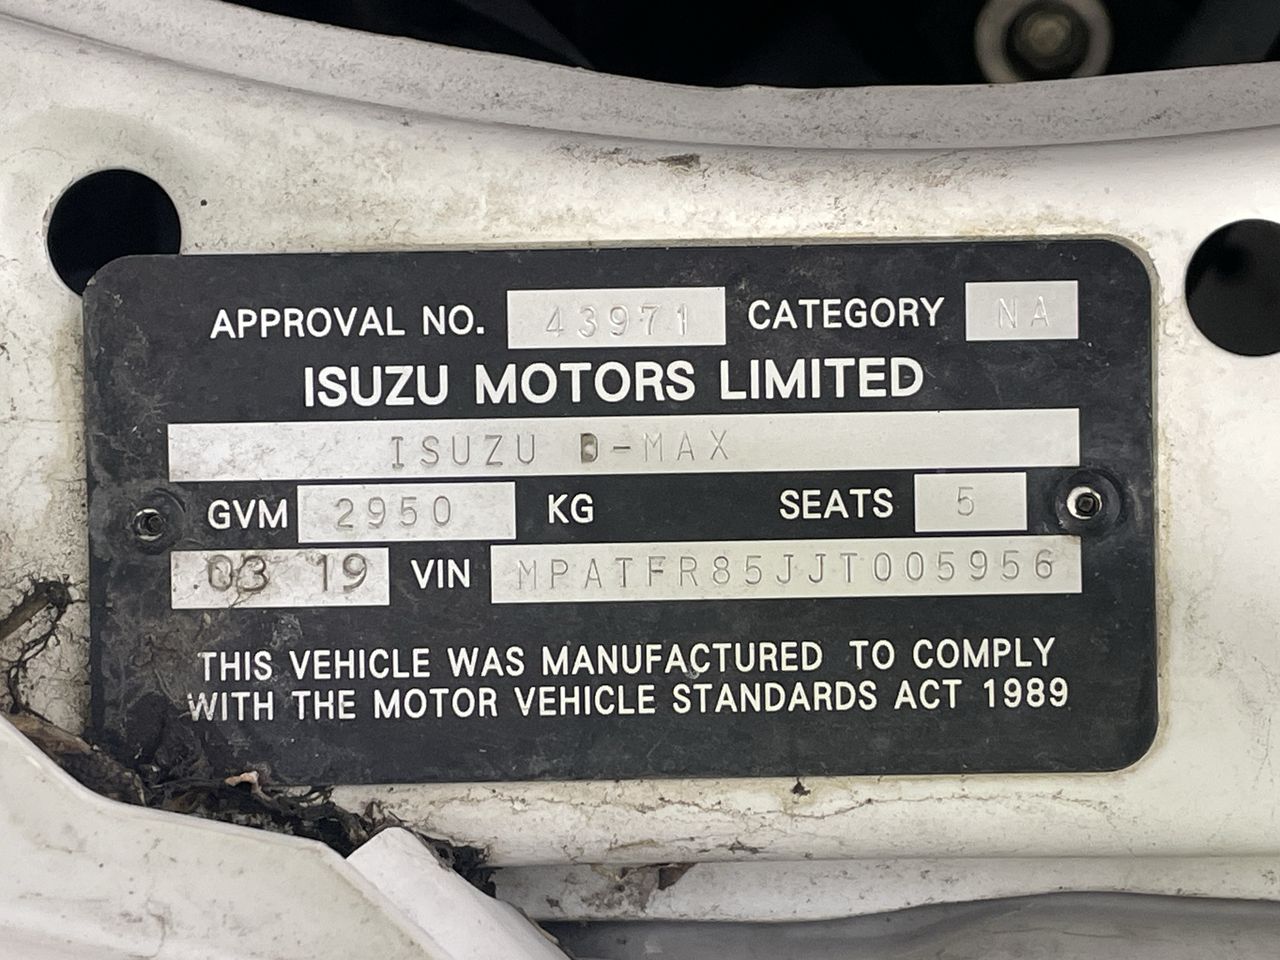 APPROVAL NO. 43971 CATEGORY NA
ISUZU MOTORS LIMITED
ISUZU D-MAX
GVM 2950 KG SEATS 5
03 19 VIN MPATFR85JJT005956
THIS VEHICLE WAS MANUFACTURED TO COMPLY
WITH THE MOTOR VEHICLE STANDARDS ACT 1989